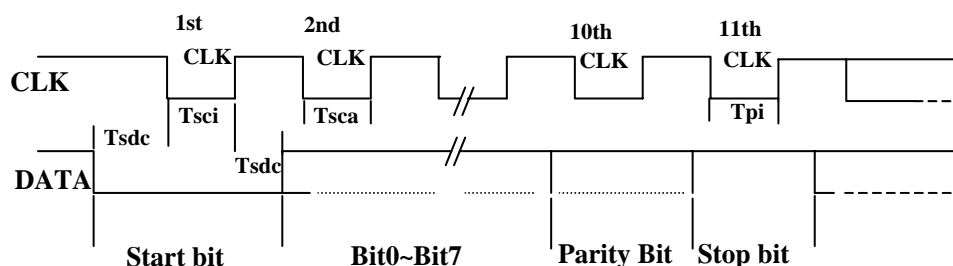 1st 2nd 10th 11th
CLK CLK CLK CLK CLK
Tsci Tsca Tpi
Tsdc Tsdc
DATA
Start bit Bit0~Bit7 Parity Bit Stop bit